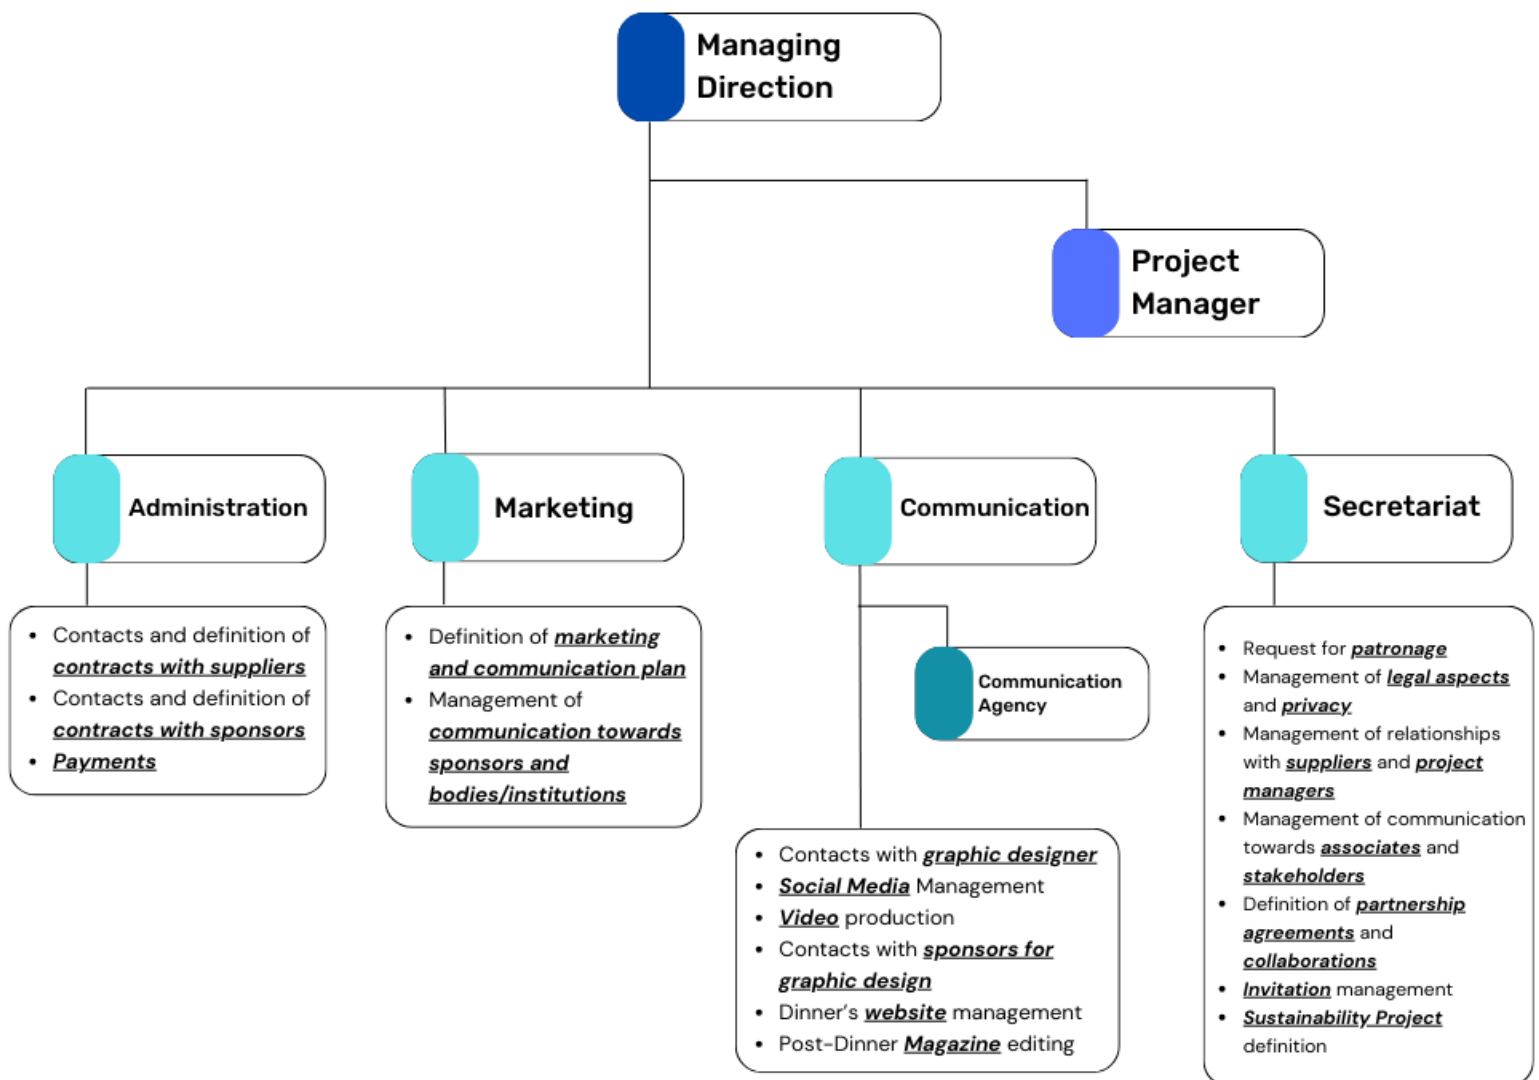 Managing
Direction
Project
Manager
Administration
Marketing
Communication
Secretariat
• Contacts and definition of
contracts with suppliers
• Contacts and definition of
contracts with sponsors
• Payments
• Definition of marketing
and communication plan
• Management of
communication towards
sponsors and
bodies/institutions
Communication
Agency
• Contacts with graphic designer
• Social Media Management
• Video production
• Contacts with sponsors for
graphic design
• Dinner’s website management
• Post-Dinner Magazine editing
• Request for patronage
• Management of legal aspects
and privacy
• Management of relationships
with suppliers and project
managers
• Management of communication
towards associates and
stakeholders
• Definition of partnership
agreements and
collaborations
• Invitation management
• Sustainability Project
definition